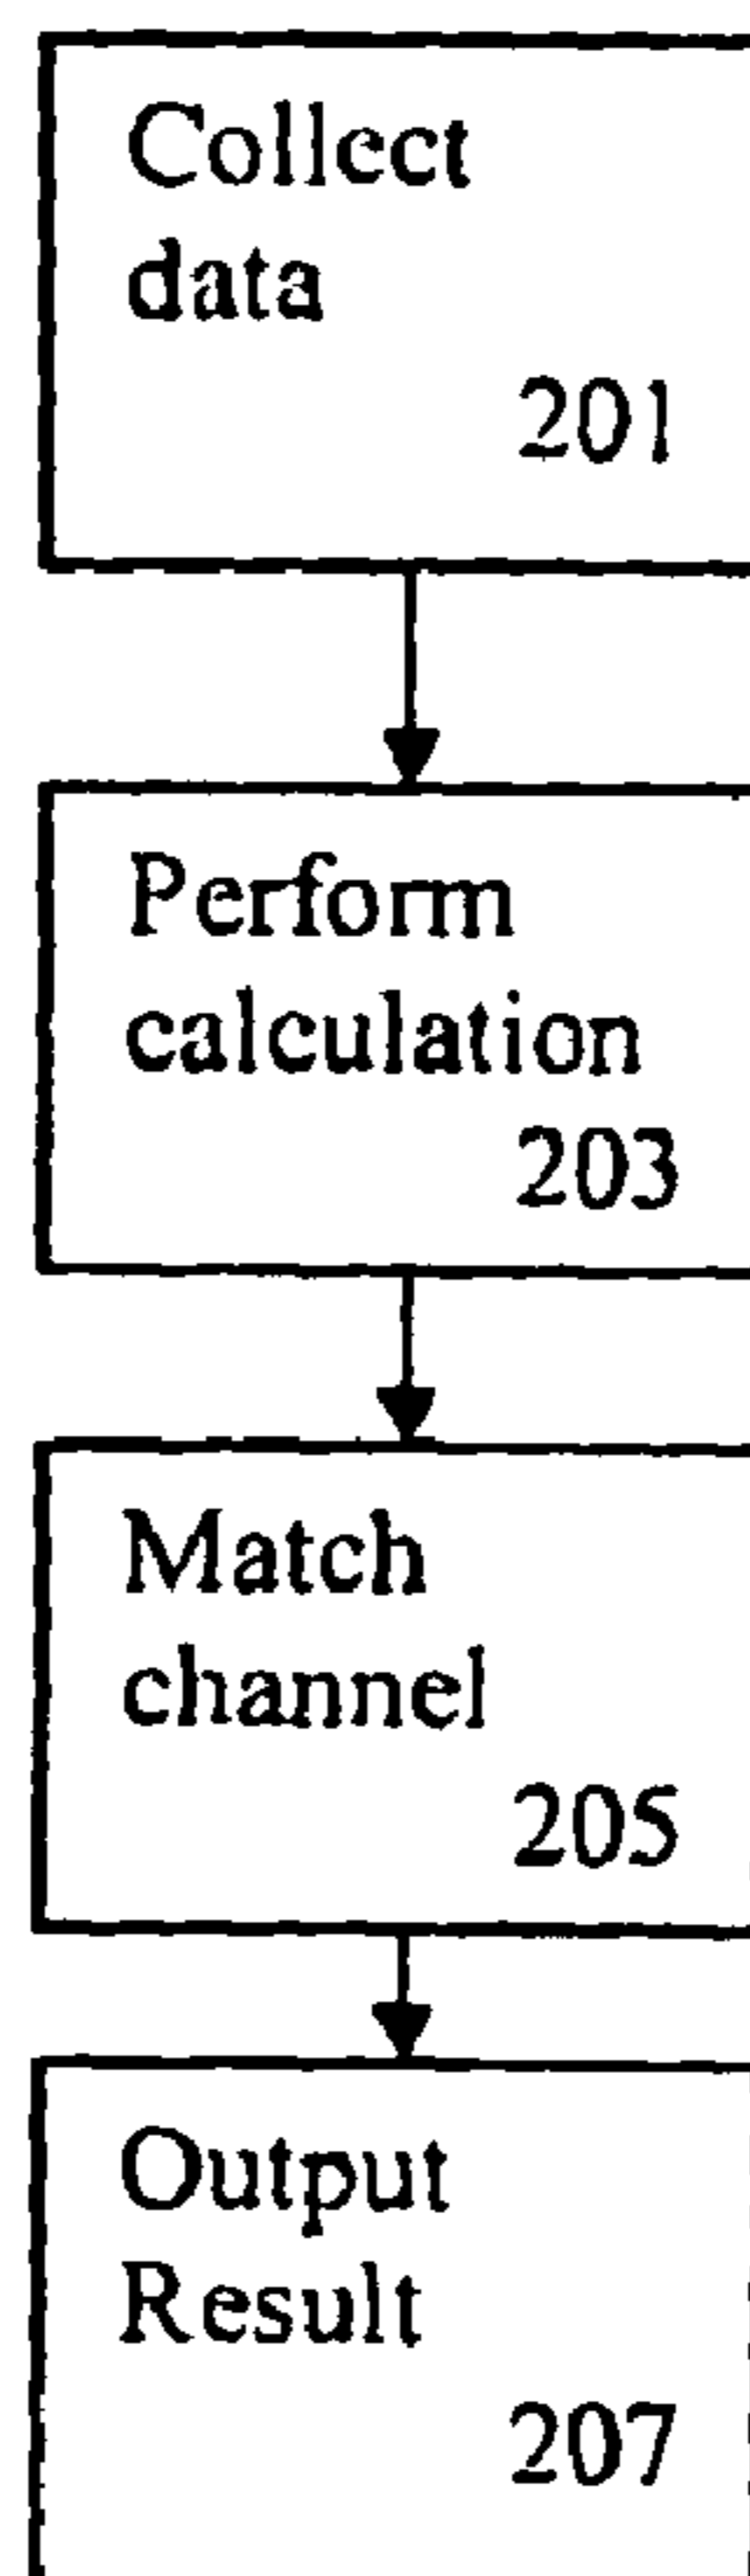 Collect
data
201
Perform
calculation
203
Match
channel
205
Output
Result
207